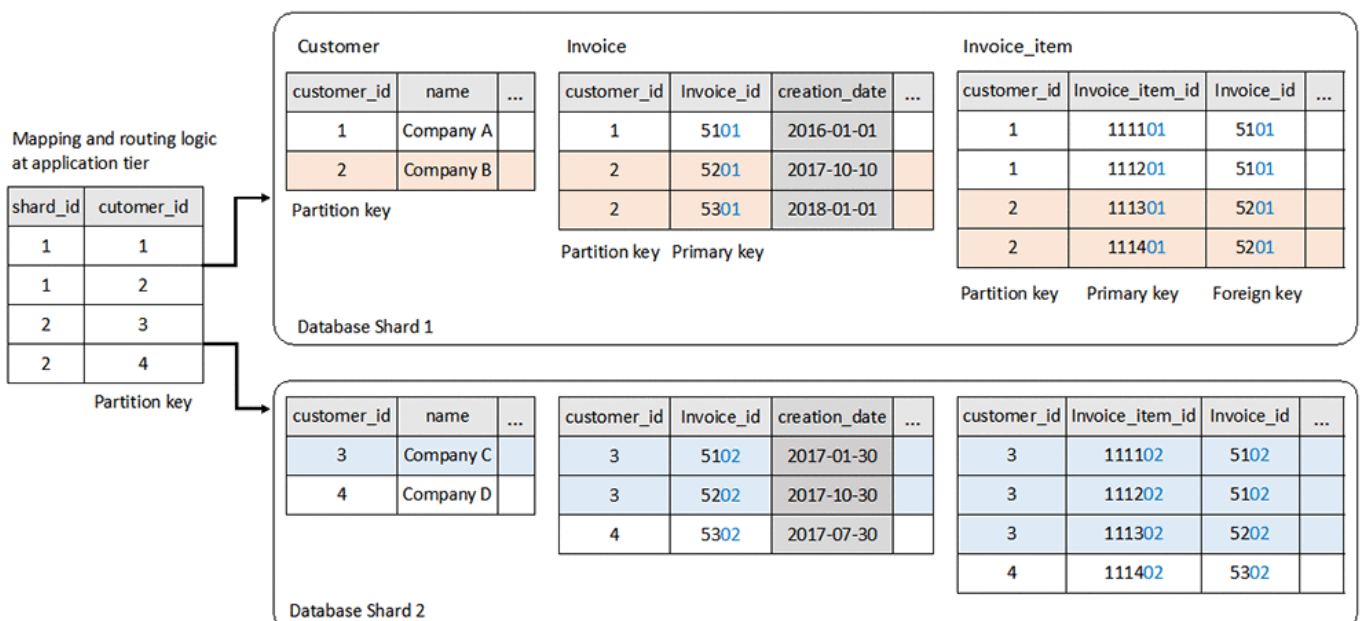 Mapping and routing logic
at application tier
shard_id cutomer_id
1 1
1 2
2 3
2 4
Partition key
Customer
customer_id name ...
1 Company A
2 Company B
Partition key
Invoice
customer_id Invoice_id creation_date ...
1 5101 2016-01-01
2 5201 2017-10-10
2 5301 2018-01-01
Partition key Primary key
Invoice_item
customer_id Invoice_item_id Invoice_id ...
1 111101 5101
1 111201 5101
2 111301 5201
2 111401 5201
Partition key Primary key Foreign key
Database Shard 1
customer_id name ...
3 Company C
4 Company D
customer_id Invoice_id creation_date ...
3 5102 2017-01-30
3 5202 2017-10-30
4 5302 2017-07-30
customer_id Invoice_item_id Invoice_id ...
3 111102 5102
3 111202 5102
3 111302 5202
4 111402 5302
Database Shard 2